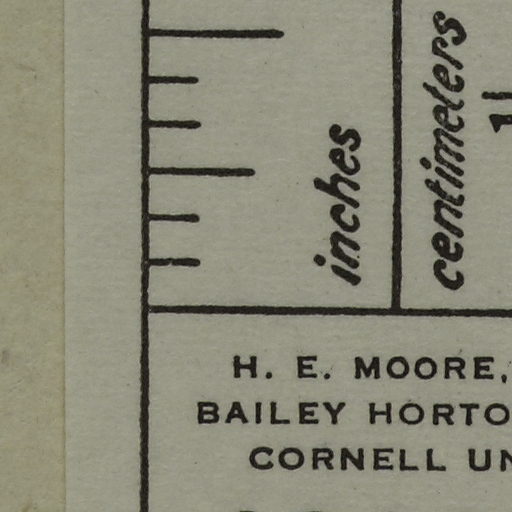 inches
centimeters
H. E. MOORE,
BAILEY HORTO
CORNELL UN